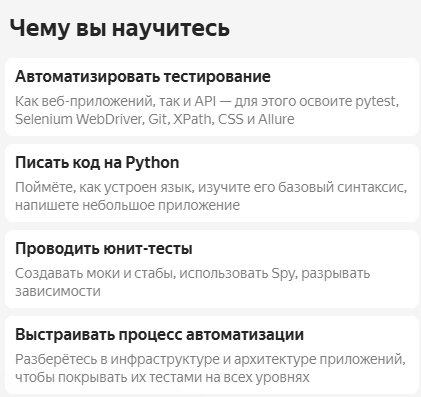 Чему вы научитесь
Автоматизировать тестирование
Как веб-приложений, так и API — для этого освоите pytest,
Selenium WebDriver, Git, XPath, CSS и Allure
Писать код на Python
Поймёте, как устроен язык, изучите его базовый синтаксис,
напишете небольшое приложение
Проводить юнит-тесты
Создавать моки и стабы, использовать Spy, разрывать
зависимости
Выстраивать процесс автоматизации
Разберётесь в инфраструктуре и архитектуре приложений,
чтобы покрывать их тестами на всех уровнях